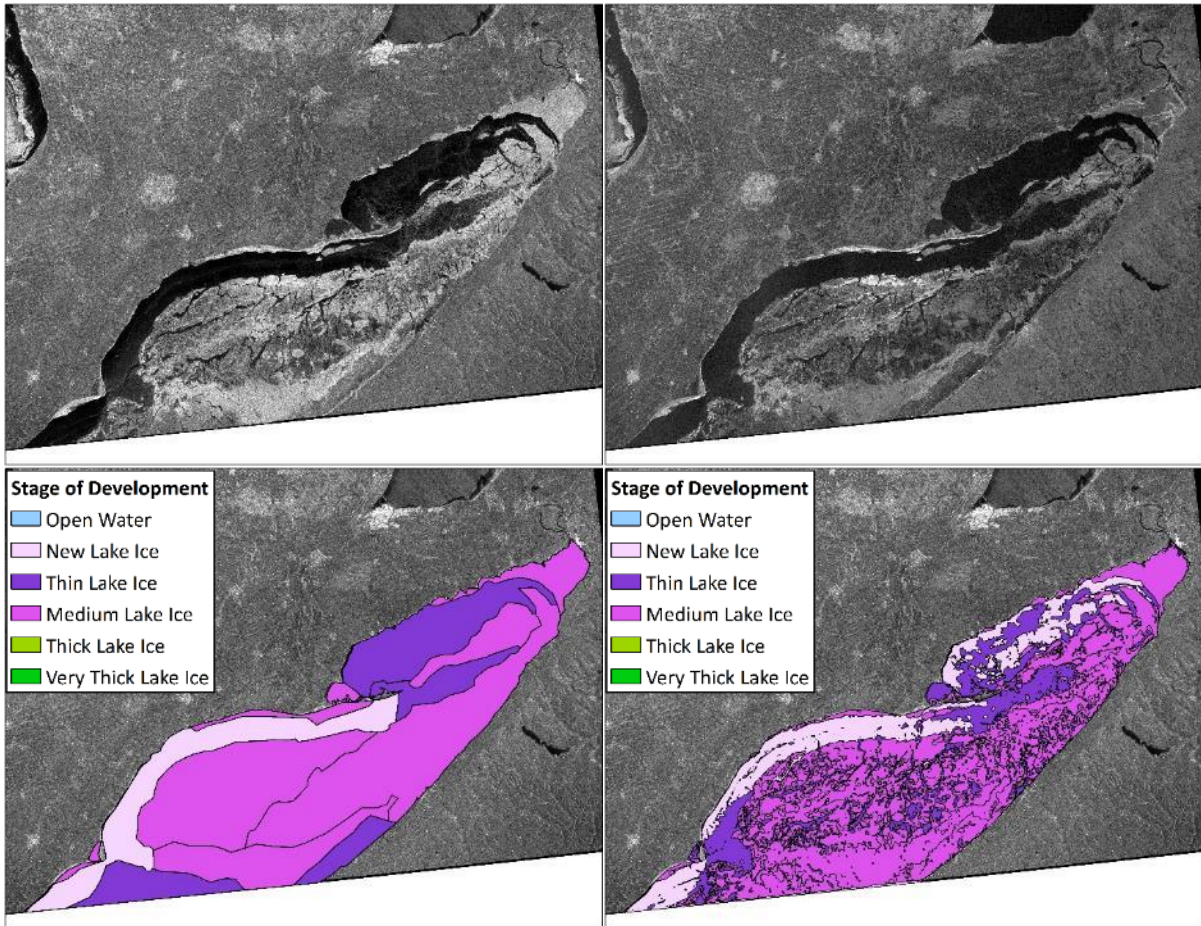 Stage of Development
Open Water
New Lake Ice
Thin Lake Ice
Medium Lake Ice
Thick Lake Ice
Very Thick Lake Ice
Stage of Development
Open Water
New Lake Ice
Thin Lake Ice
Medium Lake Ice
Thick Lake Ice
Very Thick Lake Ice